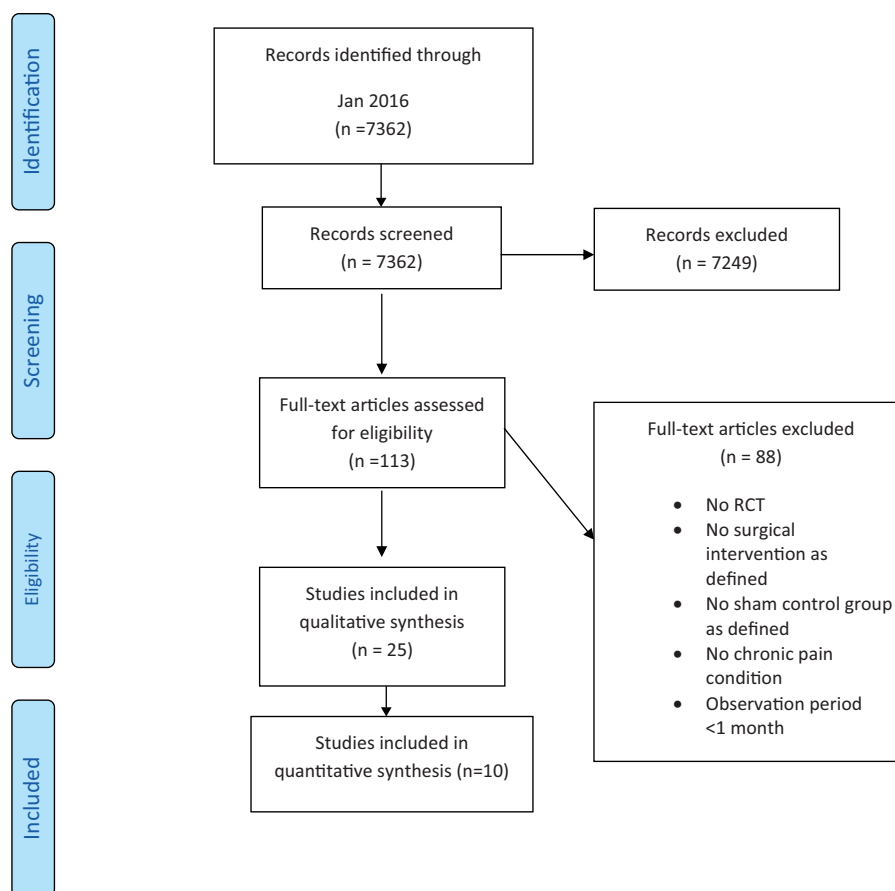 Identification
Records identified through
Jan 2016
(n =7362)
Records screened
(n = 7362)
Records excluded
(n = 7249)
Screening
Full-text articles assessed
for eligibility
(n =113)
Full-text articles excluded
(n = 88)
• No RCT
• No surgical
intervention as
defined
• No sham control group
as defined
• No chronic pain
condition
• Observation period
<1 month
Eligibility
Studies included in
qualitative synthesis
(n = 25)
Included
Studies included in
quantitative synthesis (n=10)